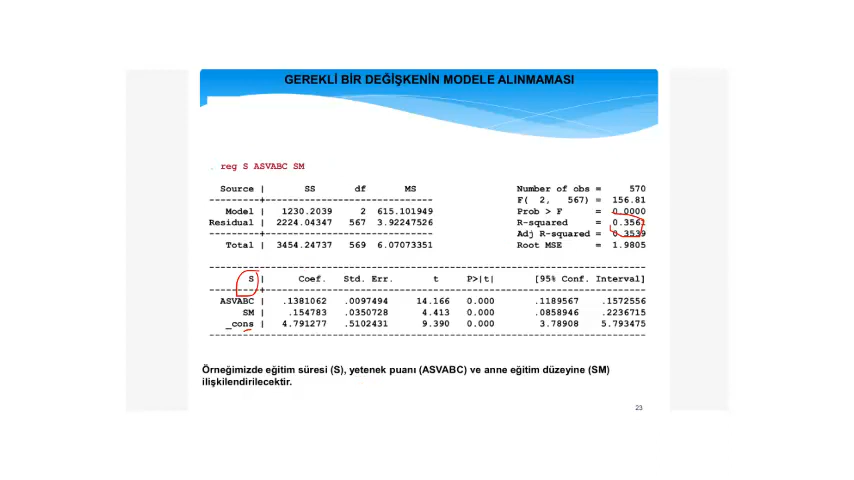 GEREKLİ BİR DEĞİŞKENİN MODELE ALINMAMASI
. reg S ASVABC SM
Source | SS df MS Number of obs = 570
---------+------------------------------ F( 2, 567) = 156.81
Model | 1230.2039 2 615.101949 Prob > F = 0.0000
Residual | 2224.04347 567 3.92247526 R-squared = 0.3561
---------+------------------------------ Adj R-squared = 0.3539
Total | 3454.24737 569 6.07073351 Root MSE = 1.9805
------------------------------------------------------------------------------
S | Coef. Std. Err. t P>|t| [95% Conf. Interval]
---------+--------------------------------------------------------------------
ASVABC | .1381062 .0097494 14.166 0.000 .1189567 .1572556
SM | .154783 .0350728 4.413 0.000 .0858946 .2236715
_cons | 4.791277 .5102431 9.390 0.000 3.78908 5.793475
------------------------------------------------------------------------------
Örneğimizde eğitim süresi (S), yetenek puanı (ASVABC) ve anne eğitim düzeyine (SM)
ilişkilendirilecektir.
23